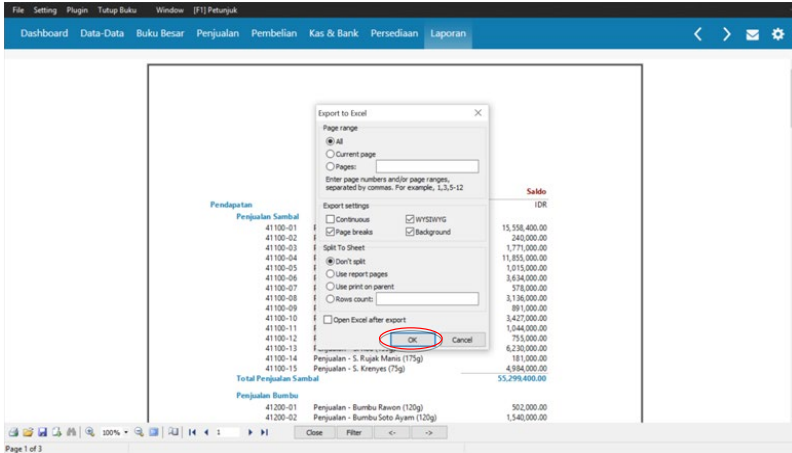 File Setting Plugin Tutup Buku Window [F1] Petunjuk
Dashboard Data-Data Buku Besar Penjualan Pembelian Kas & Bank Persediaan Laporan
Export to Excel
Page range
All
Current page
Pages:
Enter page numbers and/or page ranges,
separated by commas. For example, 1,3,5-12
Export settings
Continuous WYSIWYG
Page breaks Background
Split To Sheet
Don't split
Use report pages
Use print on parent
Rows count:
Open Excel after export
OK Cancel
Saldo
Pendapatan IDR
Penjualan Sambal
41100-01 15,558,400.00
41100-02 240,000.00
41100-03 1,771,000.00
41100-04 11,855,000.00
41100-05 1,015,000.00
41100-06 3,634,000.00
41100-07 578,000.00
41100-08 3,136,000.00
41100-09 891,000.00
41100-10 3,427,000.00
41100-11 1,044,000.00
41100-12 755,000.00
41100-13 6,230,000.00
41100-14 Penjualan - S. Rujak Manis (175g) 181,000.00
41100-15 Penjualan - S. Krenyes (75g) 4,984,000.00
Total Penjualan Sambal 55,299,400.00
Penjualan Bumbu
41200-01 Penjualan - Bumbu Rawon (120g) 502,000.00
41200-02 Penjualan - Bumbu Soto Ayam (120g) 1,540,000.00
100% 1 Close Filter <- ->
Page 1 of 3